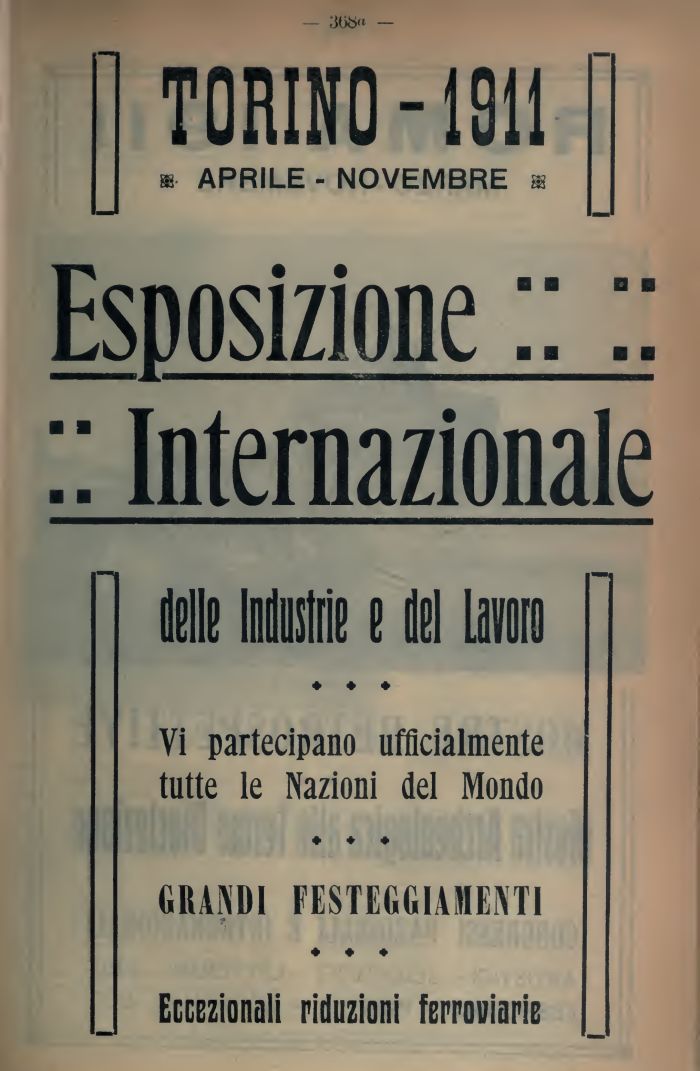 — 368a —
TORINO - 1911
APRILE - NOVEMBRE
Esposizione :: ::
:: Internazionale
delle Industrie e del Lavoro
Vi partecipano ufficialmente
tutte le Nazioni del Mondo
GRANDI FESTEGGIAMENTI
Eccezionali riduzioni ferroviarie